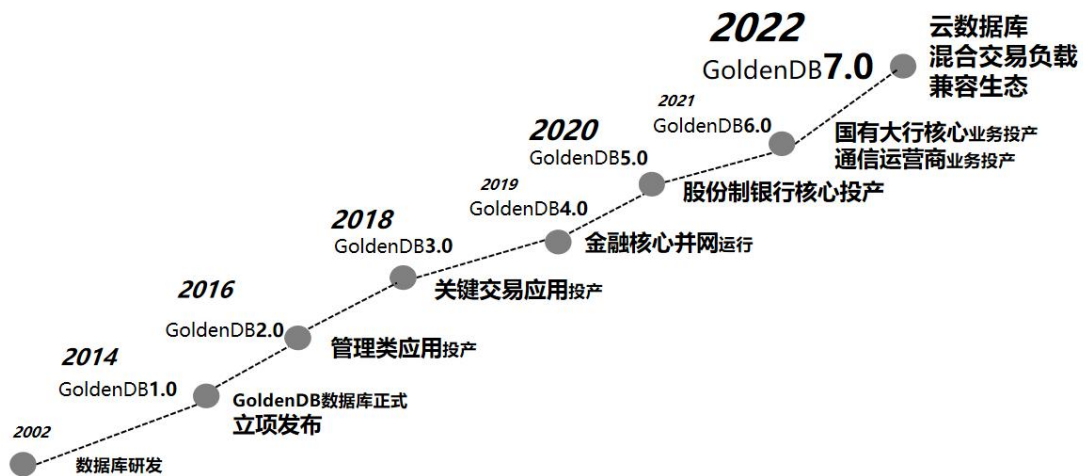 2002
数据库研发
2014
GoldenDB1.0
GoldenDB数据库正式
立项发布
2016
GoldenDB2.0
管理类应用投产
2018
GoldenDB3.0
关键交易应用投产
2019
GoldenDB4.0
金融核心并网运行
2020
GoldenDB5.0
股份制银行核心投产
2021
GoldenDB6.0
国有大行核心业务投产
通信运营商业务投产
2022
GoldenDB7.0
云数据库
混合交易负载
兼容生态